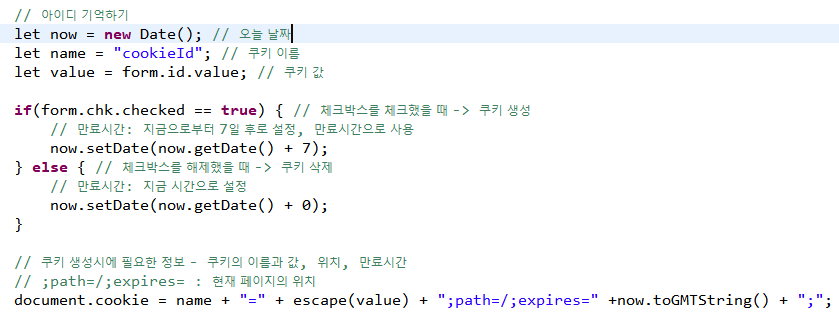 // 아이디 기억하기
let now = new Date(); // 오늘 날짜
let name = "cookieId"; // 쿠키 이름
let value = form.id.value; // 쿠키 값

if(form.chk.checked == true) { // 체크박스를 체크했을 때 -> 쿠키 생성
    // 만료시간: 지금으로부터 7일 후로 설정, 만료시간으로 사용
    now.setDate(now.getDate() + 7);
} else { // 체크박스를 해제했을 때 -> 쿠키 삭제
    // 만료시간: 지금 시간으로 설정
    now.setDate(now.getDate() + 0);
}

// 쿠키 생성시에 필요한 정보 - 쿠키의 이름과 값, 위치, 만료시간
// ;path=/;expires= : 현재 페이지의 위치
document.cookie = name + "=" + escape(value) + ";path=/;expires=" +now.toGMTString() + ";";